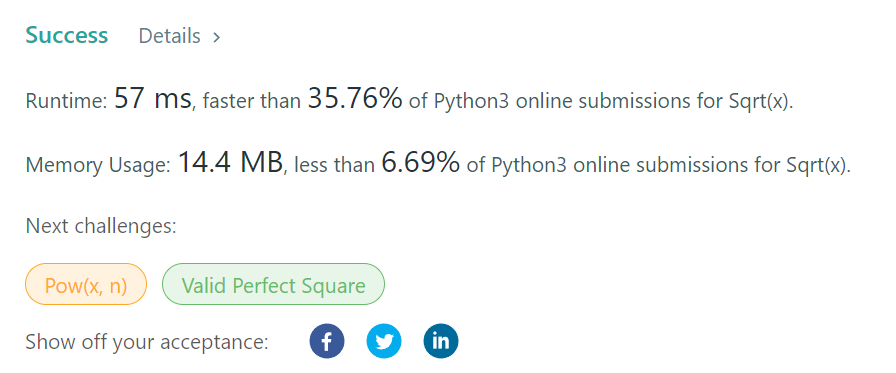 Success Details >
Runtime: 57 ms, faster than 35.76% of Python3 online submissions for Sqrt(x).
Memory Usage: 14.4 MB, less than 6.69% of Python3 online submissions for Sqrt(x).
Next challenges:
Pow(x, n) Valid Perfect Square
Show off your acceptance: f in